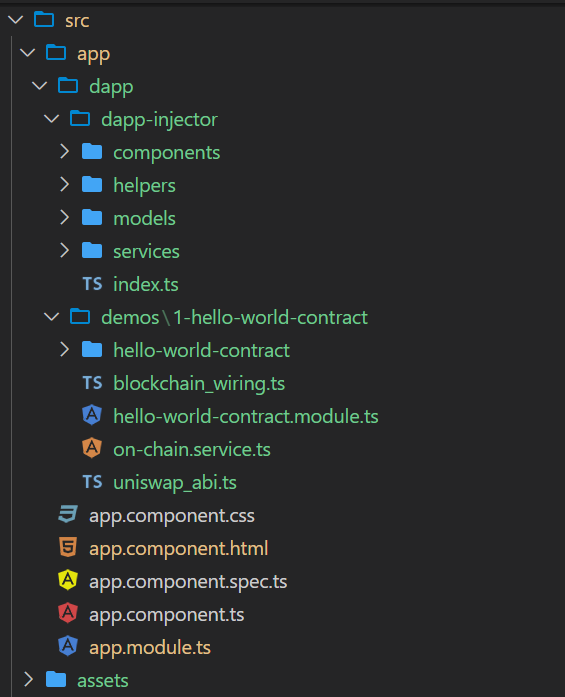 src
app
dapp
dapp-injector
components
helpers
models
services
TS index.ts
demos\1-hello-world-contract
hello-world-contract
TS blockchain_wiring.ts
hello-world-contract.module.ts
on-chain.service.ts
TS uniswap_abi.ts
app.component.css
app.component.html
app.component.spec.ts
app.component.ts
app.module.ts
assets